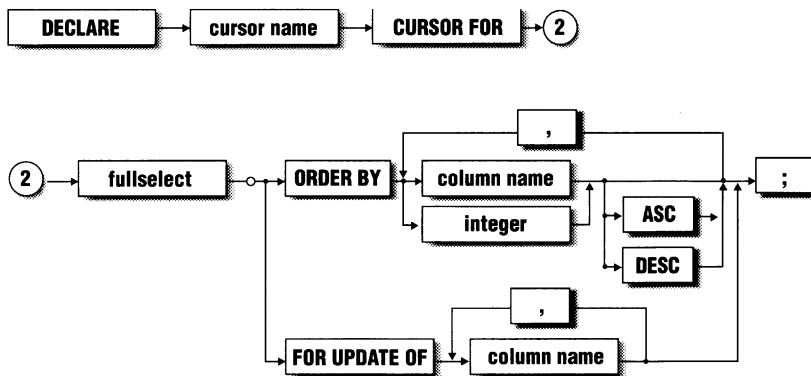 DECLARE cursor name CURSOR FOR 2
,
2 fullselect ORDER BY column name ;
integer ASC
DESC
,
FOR UPDATE OF column name